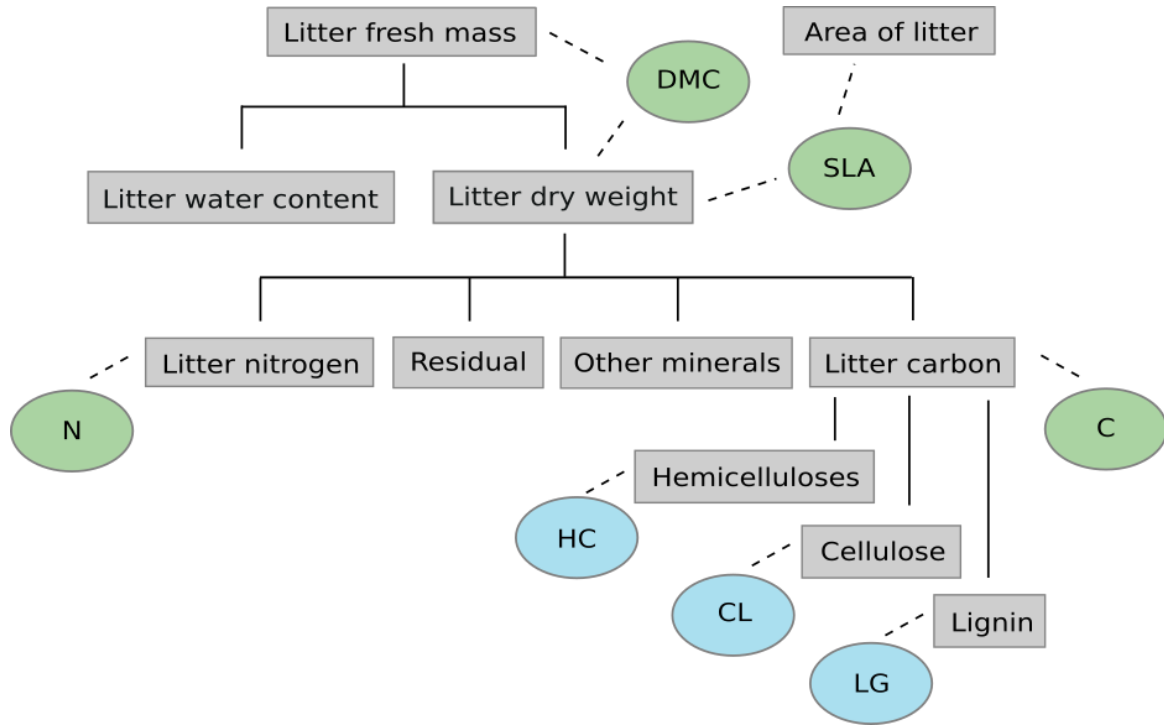 Litter fresh mass
Area of litter
DMC
SLA
Litter water content
Litter dry weight
Litter nitrogen
Residual
Other minerals
Litter carbon
N
C
Hemicelluloses
HC
Cellulose
CL
Lignin
LG